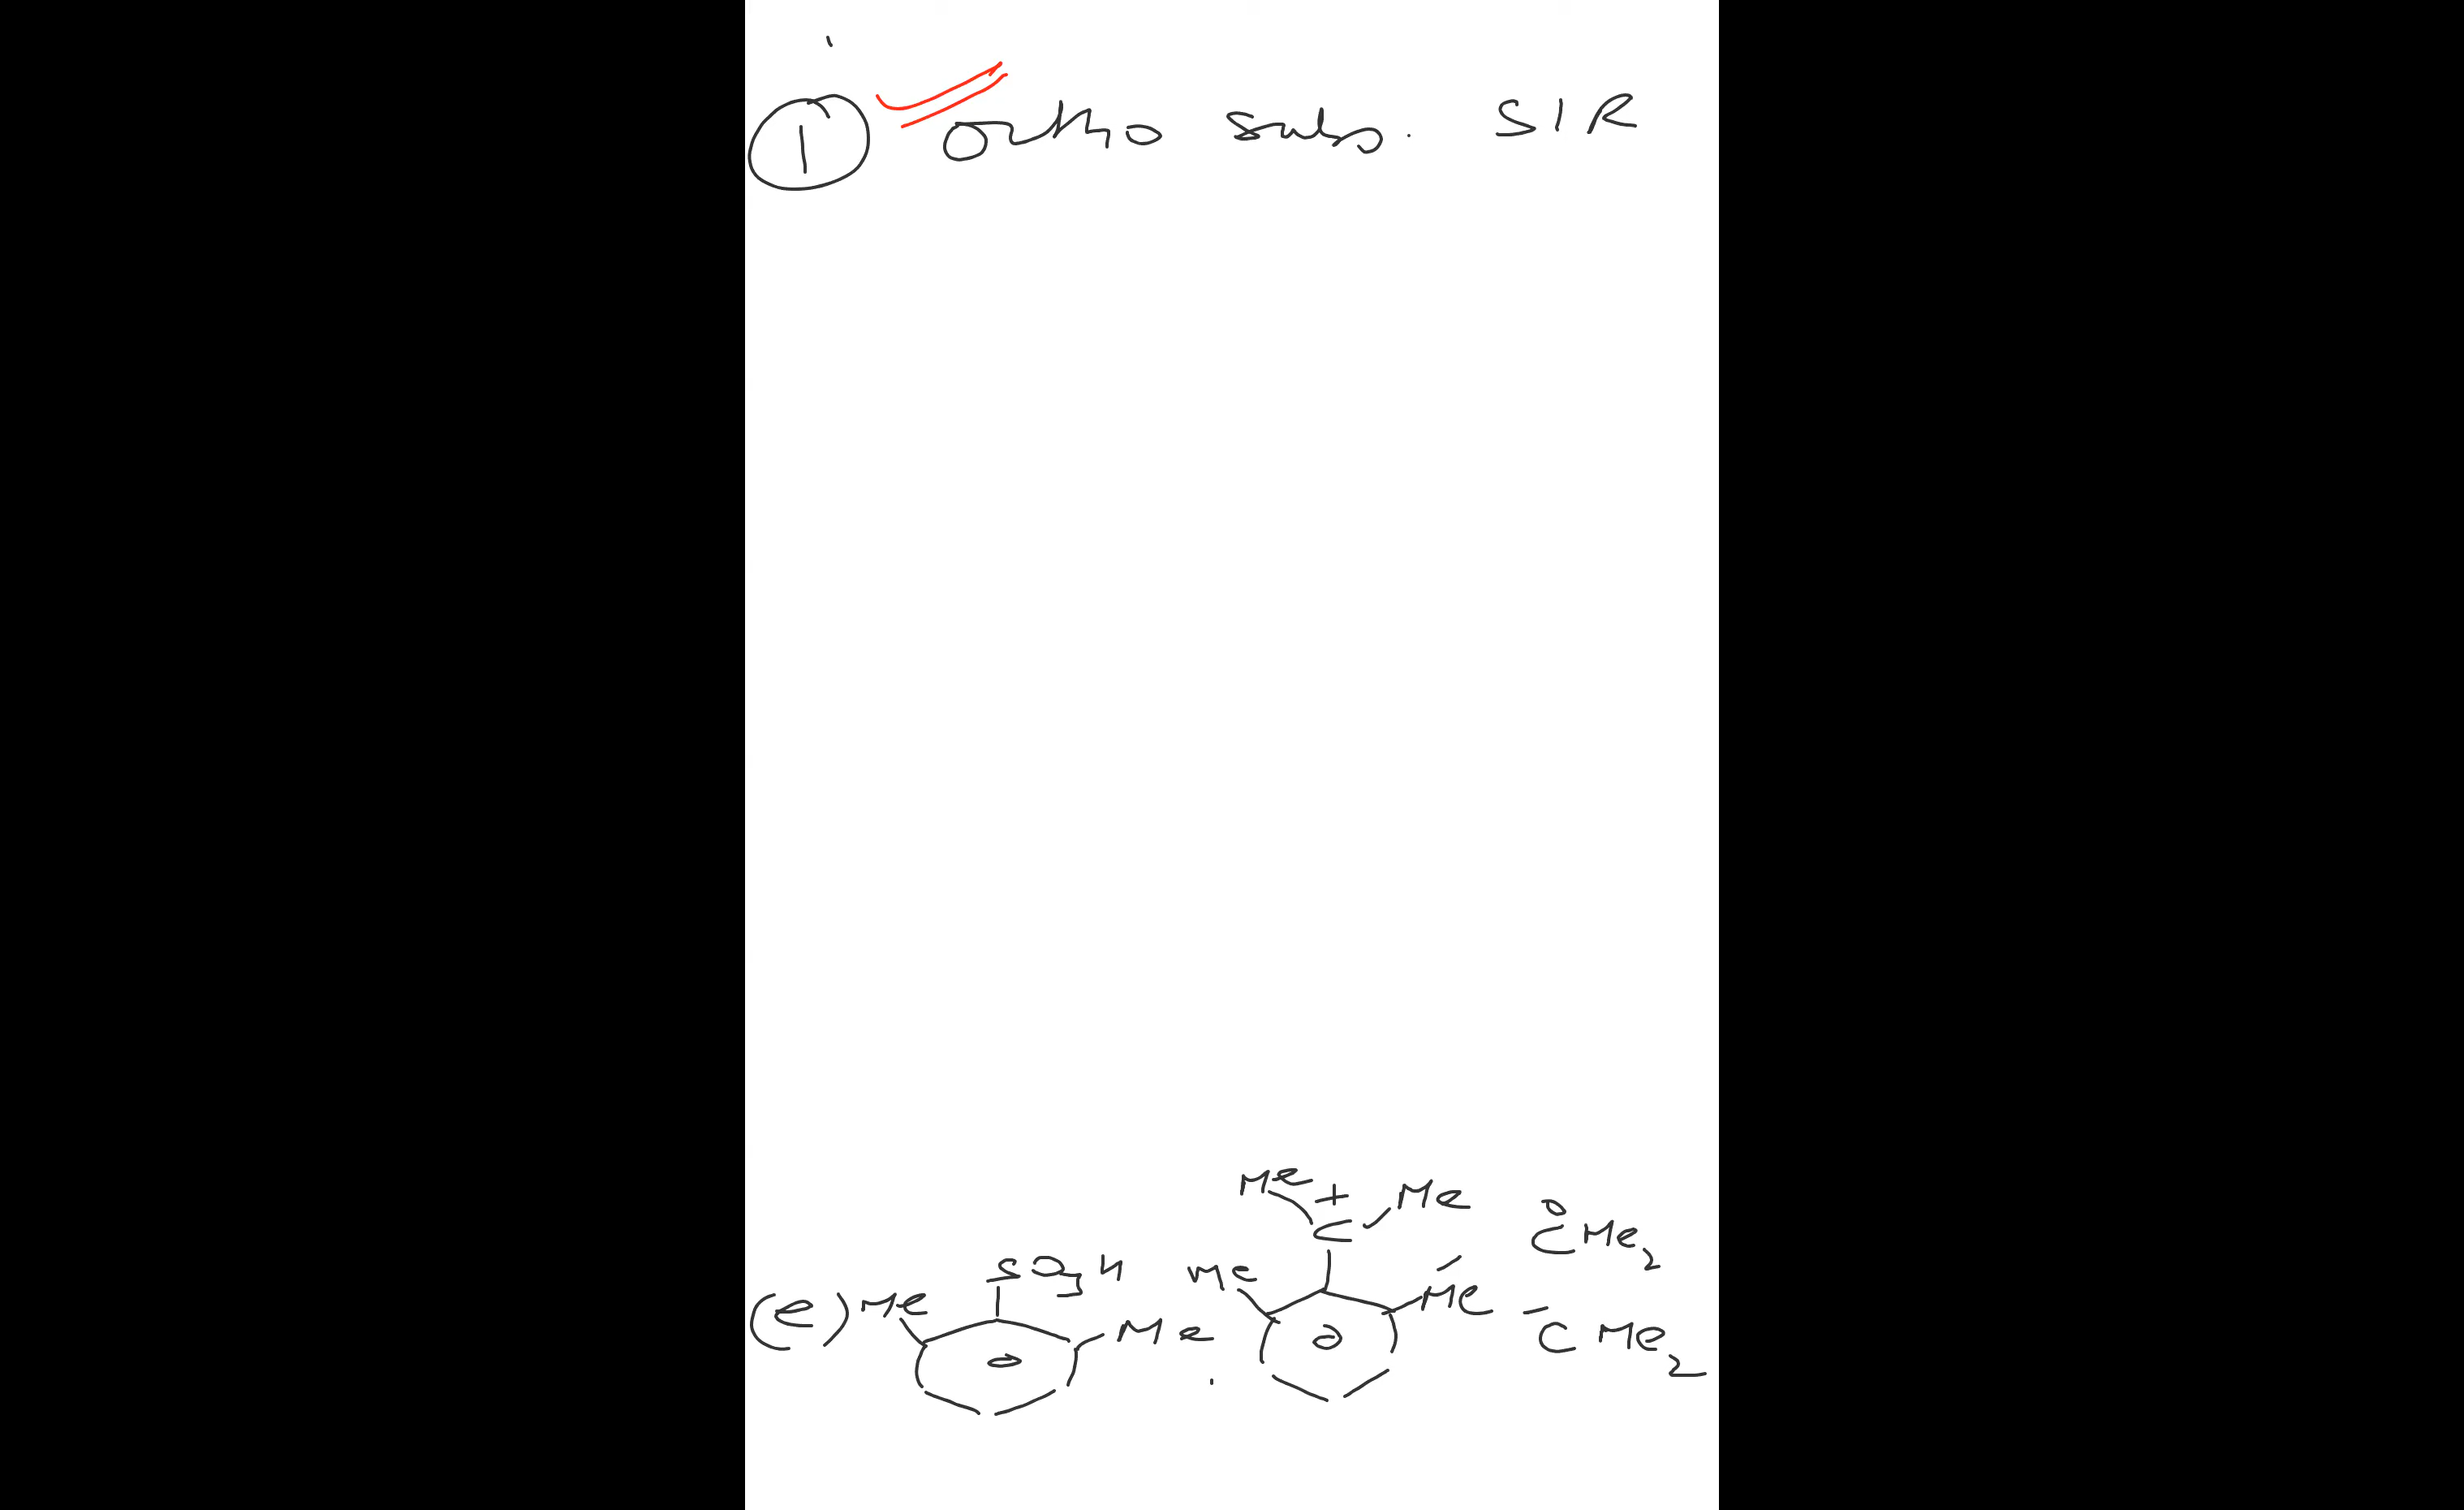 ① Ortho subs. SIR
Me + Me
C
•• CMe2
(e) Me SO3H Me
Me Me
– CMe2